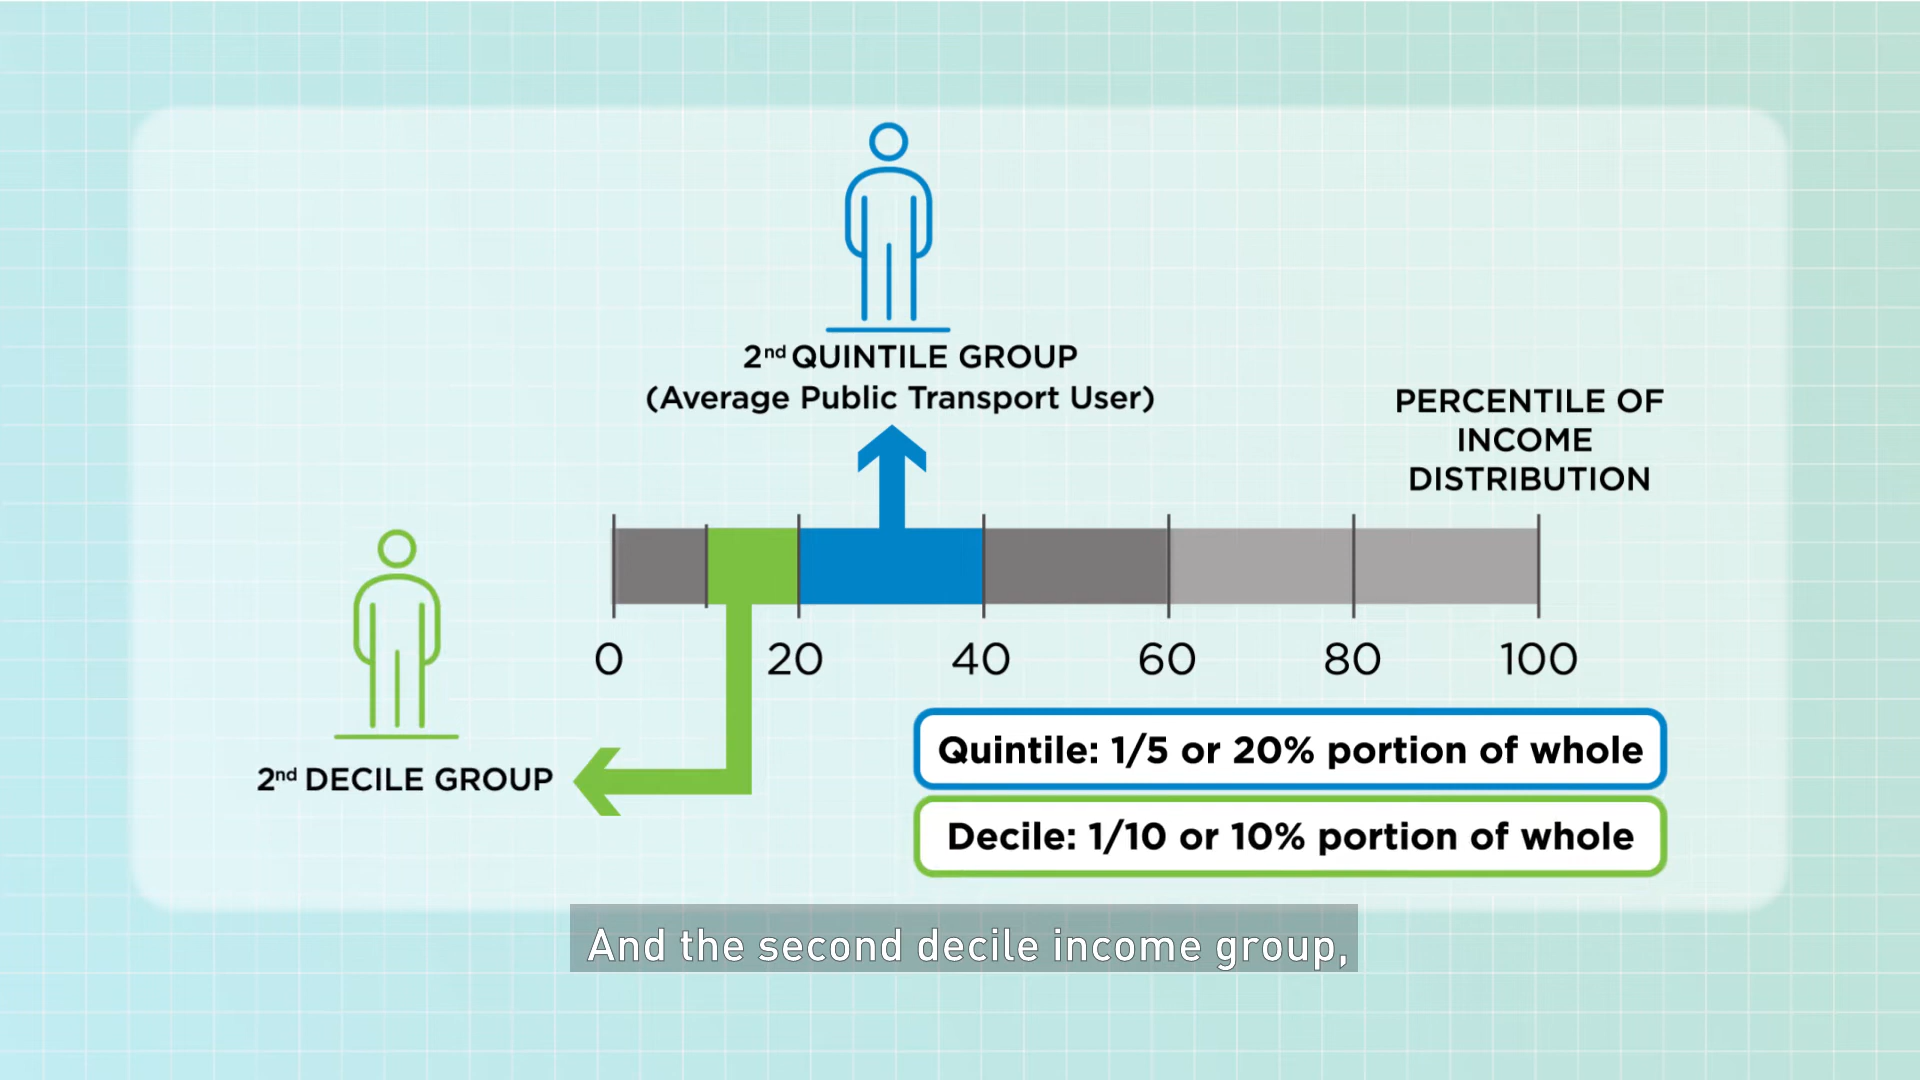 2nd QUINTILE GROUP
(Average Public Transport User)
PERCENTILE OF
INCOME
DISTRIBUTION
0 20 40 60 80 100
2nd DECILE GROUP
Quintile: 1/5 or 20% portion of whole
Decile: 1/10 or 10% portion of whole
And the second decile income group,